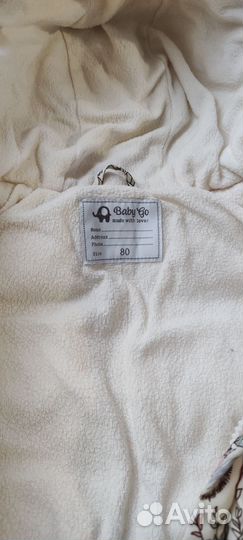 Baby Go
made with love!
Name
Address
Phone
Size 80
Avito